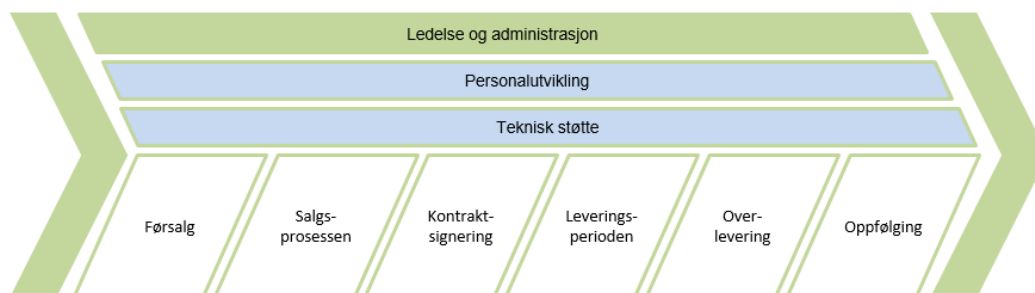 Ledelse og administrasjon
Personalutvikling
Teknisk støtte
Førsalg
Salgs-
prosessen
Kontrakt-
signering
Leverings-
perioden
Over-
levering
Oppfølging